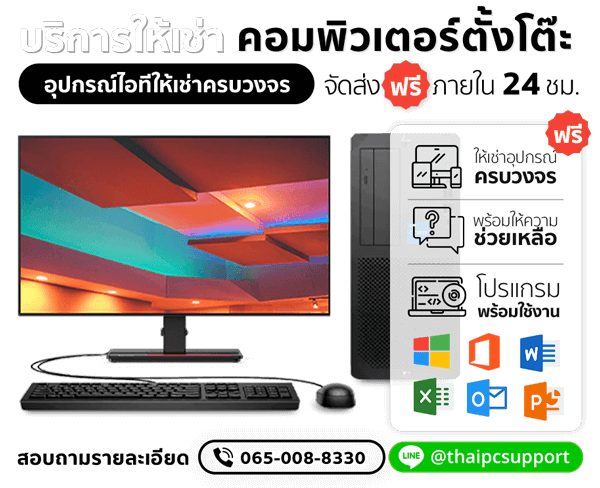 บริการให้เช่า คอมพิวเตอร์ตั้งโต๊ะ
อุปกรณ์ไอทีให้เช่าครบวงจร จัดส่ง ฟรี ภายใน 24 ชม.
ฟรี
ให้เช่าอุปกรณ์
ครบวงจร
พร้อมให้ความ
ช่วยเหลือ
โปรแกรม
พร้อมใช้งาน
W
X
O
P
สอบถามรายละเอียด 065-008-8330 LINE @thaipcsupport